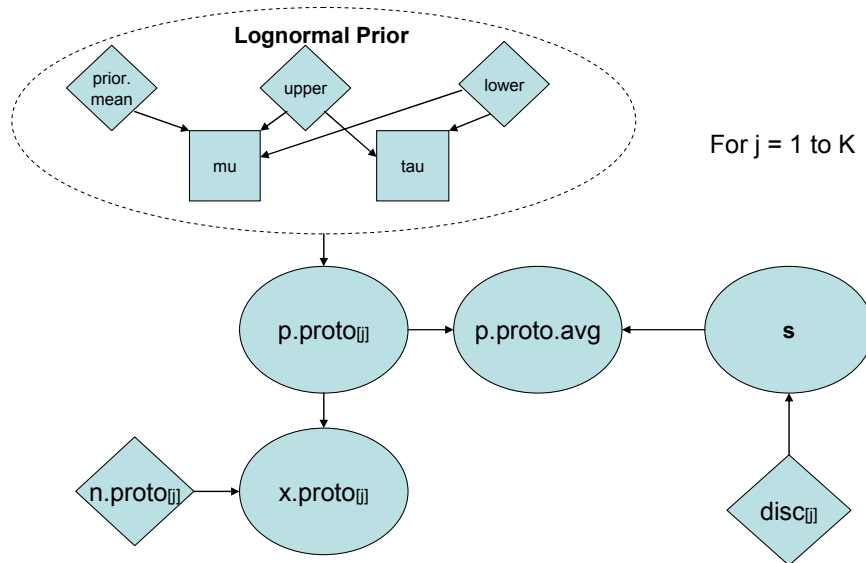 Lognormal Prior
prior.
mean
upper
lower
mu
tau
For j = 1 to K
p.proto[j]
p.proto.avg
s
n.proto[j]
x.proto[j]
disc[j]